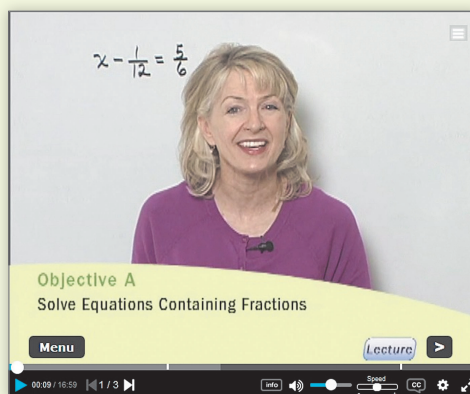 x - 1/12 = 5/6
Objective A
Solve Equations Containing Fractions
Menu
Lecture
>
00:09 / 16:59
1 / 3
info
Speed
CC